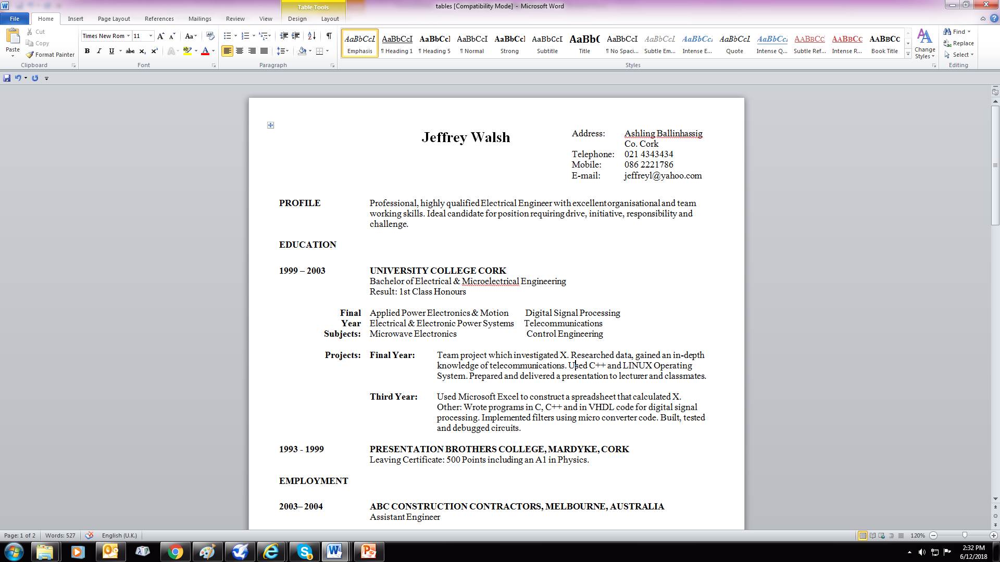 tables [Compatibility Mode] - Microsoft Word
Table Tools
File Home Insert Page Layout References Mailings Review View Design Layout
Paste
Cut
Copy
Format Painter
Clipboard
Times New Rom 11
Font
Paragraph
AaBbCcI AaBbCcI AaBbCcI AaBbCcI AaBbCcI AaBbCcI AaBbC AaBbCcI AaBbCcI AaBbCcI AaBbCcI AaBbCcI AaBbCcI AaBbCcI AaBbCc
Emphasis ¶ Heading 1 ¶ Heading 5 ¶ Normal Strong Subtitle Title ¶ No Spaci... Subtle Em... Intense E... Quote Intense Q... Subtle Ref... Intense R... Book Title
Styles
Change Styles
Find
Replace
Select
Editing
Jeffrey Walsh
Address: Ashling Ballinhassig
Co. Cork
Telephone: 021 4343434
Mobile: 086 2221786
E-mail: jeffreyl@yahoo.com
PROFILE Professional, highly qualified Electrical Engineer with excellent organisational and team
working skills. Ideal candidate for position requiring drive, initiative, responsibility and
challenge.
EDUCATION
1999 – 2003 UNIVERSITY COLLEGE CORK
Bachelor of Electrical & Microelectrical Engineering
Result: 1st Class Honours
Final Applied Power Electronics & Motion Digital Signal Processing
Year Electrical & Electronic Power Systems Telecommunications
Subjects: Microwave Electronics Control Engineering
Projects: Final Year: Team project which investigated X. Researched data, gained an in-depth
knowledge of telecommunications. Used C++ and LINUX Operating
System. Prepared and delivered a presentation to lecturer and classmates.
Third Year: Used Microsoft Excel to construct a spreadsheet that calculated X.
Other: Wrote programs in C, C++ and in VHDL code for digital signal
processing. Implemented filters using micro converter code. Built, tested
and debugged circuits.
1993 - 1999 PRESENTATION BROTHERS COLLEGE, MARDYKE, CORK
Leaving Certificate: 500 Points including an A1 in Physics.
EMPLOYMENT
2003– 2004 ABC CONSTRUCTION CONTRACTORS, MELBOURNE, AUSTRALIA
Assistant Engineer
Page: 1 of 2 Words: 527 English (U.K.) 120%
2:32 PM
6/12/2018